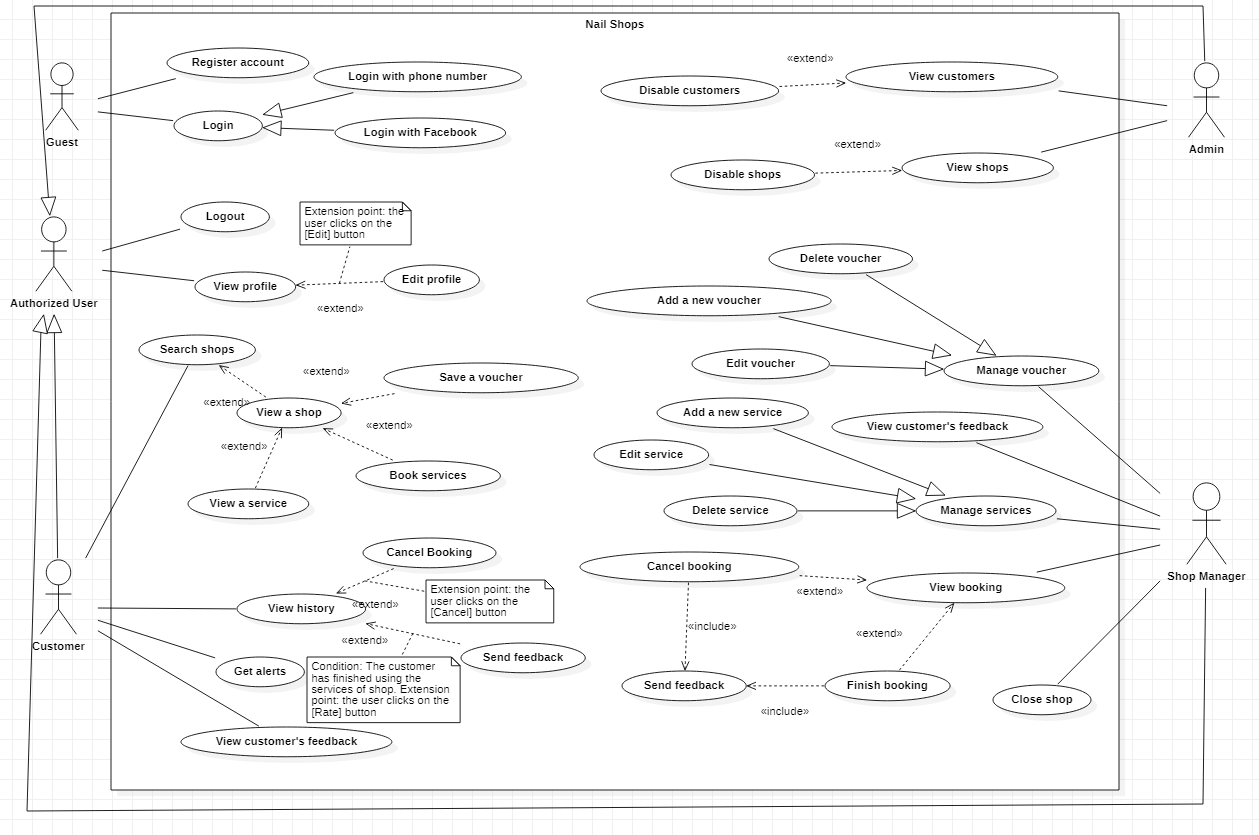 Nail Shops
Register account
Login with phone number
Login
Login with Facebook
Guest
«extend»
View customers
Disable customers
«extend»
Disable shops
View shops
Admin
Logout
Extension point: the
user clicks on the
[Edit] button
View profile
Edit profile
«extend»
Authorized User
Search shops
«extend»
Save a voucher
«extend»
View a shop
«extend»
«extend»
Book services
View a service
Delete voucher
Add a new voucher
Edit voucher
Manage voucher
Add a new service
View customer's feedback
Edit service
Delete service
Manage services
Shop Manager
Cancel Booking
Extension point: the
user clicks on the
[Cancel] button
View history
«extend»
«extend»
Send feedback
Customer
Get alerts
Condition: The customer
has finished using the
services of shop. Extension
point: the user clicks on the
[Rate] button
View customer's feedback
Cancel booking
«extend»
View booking
«include»
«extend»
Send feedback
Finish booking
«include»
Close shop